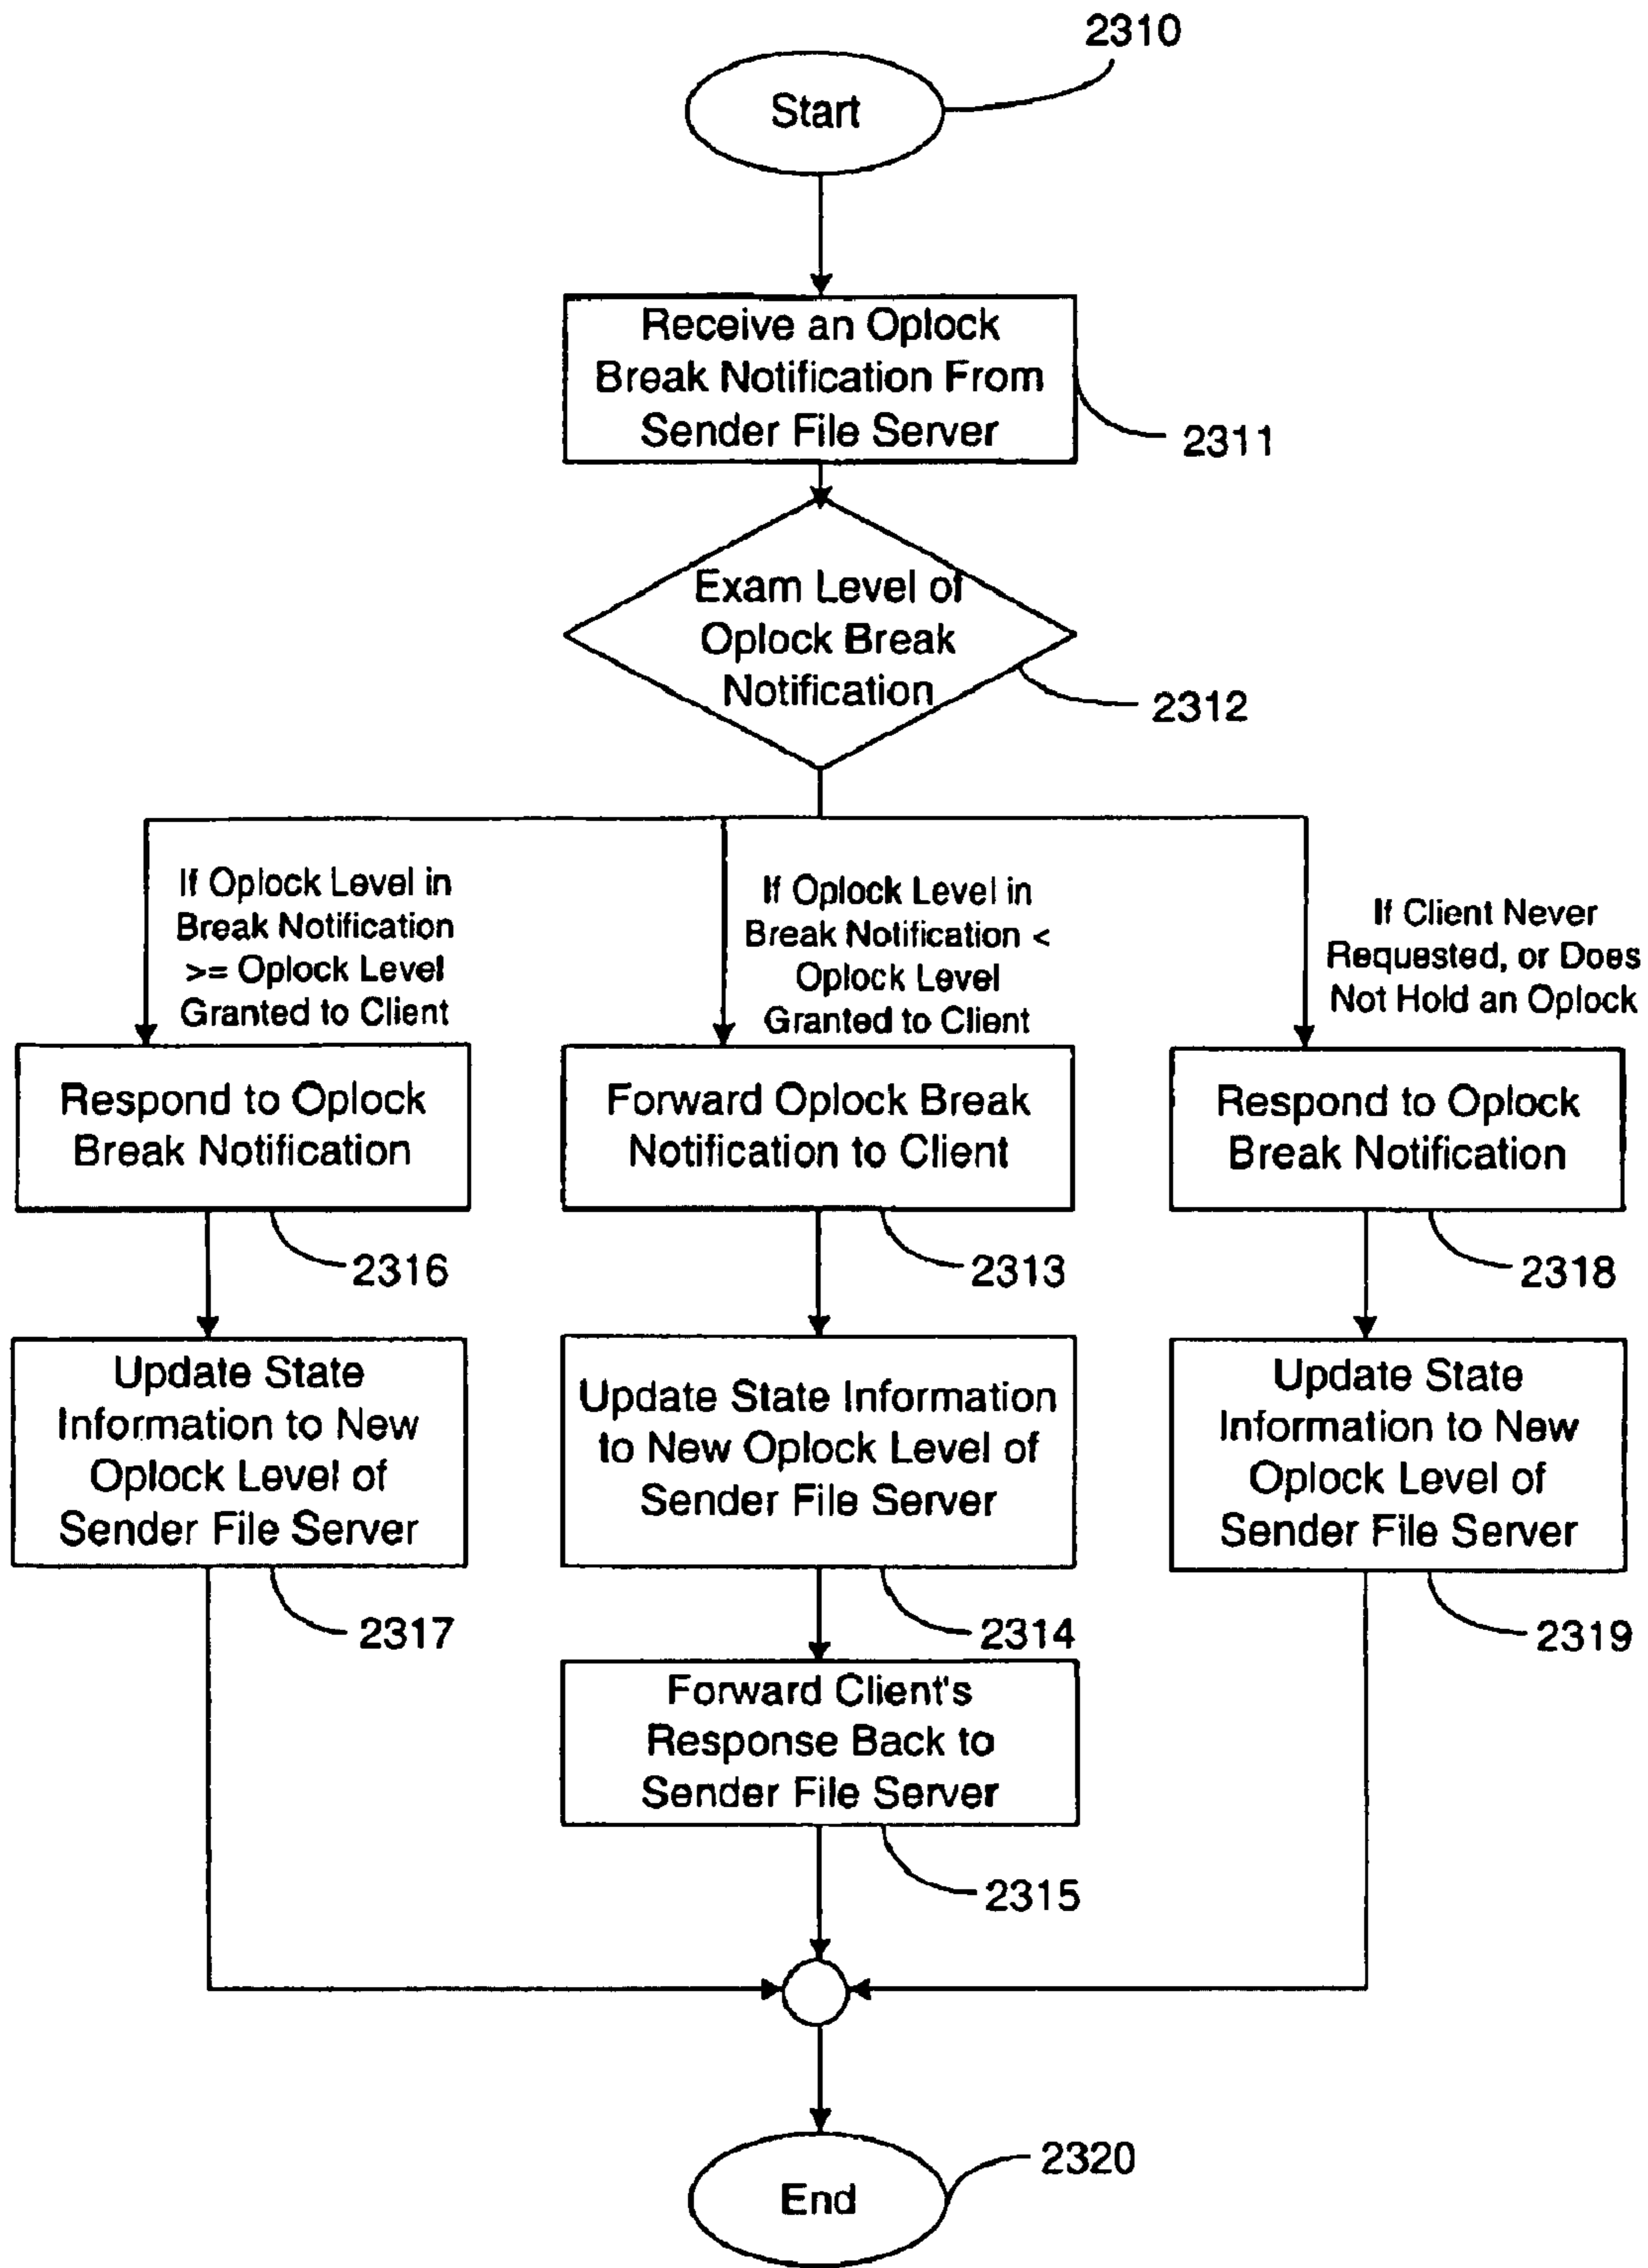 2310
Start
Receive an Oplock
Break Notification From
Sender File Server
2311
Exam Level of
Oplock Break
Notification
2312
If Oplock Level in
Break Notification
>= Oplock Level
Granted to Client
If Oplock Level in
Break Notification <
Oplock Level
Granted to Client
If Client Never
Requested, or Does
Not Hold an Oplock
Respond to Oplock
Break Notification
2316
Forward Oplock Break
Notification to Client
2313
Respond to Oplock
Break Notification
2318
Update State
Information to New
Oplock Level of
Sender File Server
2317
Update State Information
to New Oplock Level of
Sender File Server
2314
Update State
Information to New
Oplock Level of
Sender File Server
2319
Forward Client's
Response Back to
Sender File Server
2315
End
2320